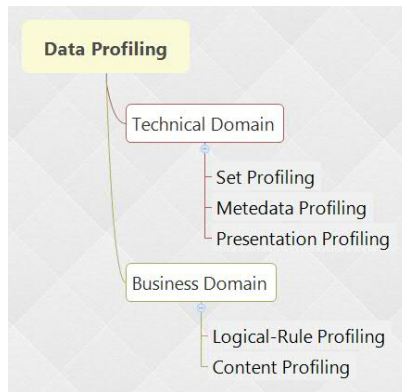 Data Profiling
Technical Domain
Set Profiling
Metedata Profiling
Presentation Profiling
Business Domain
Logical-Rule Profiling
Content Profiling